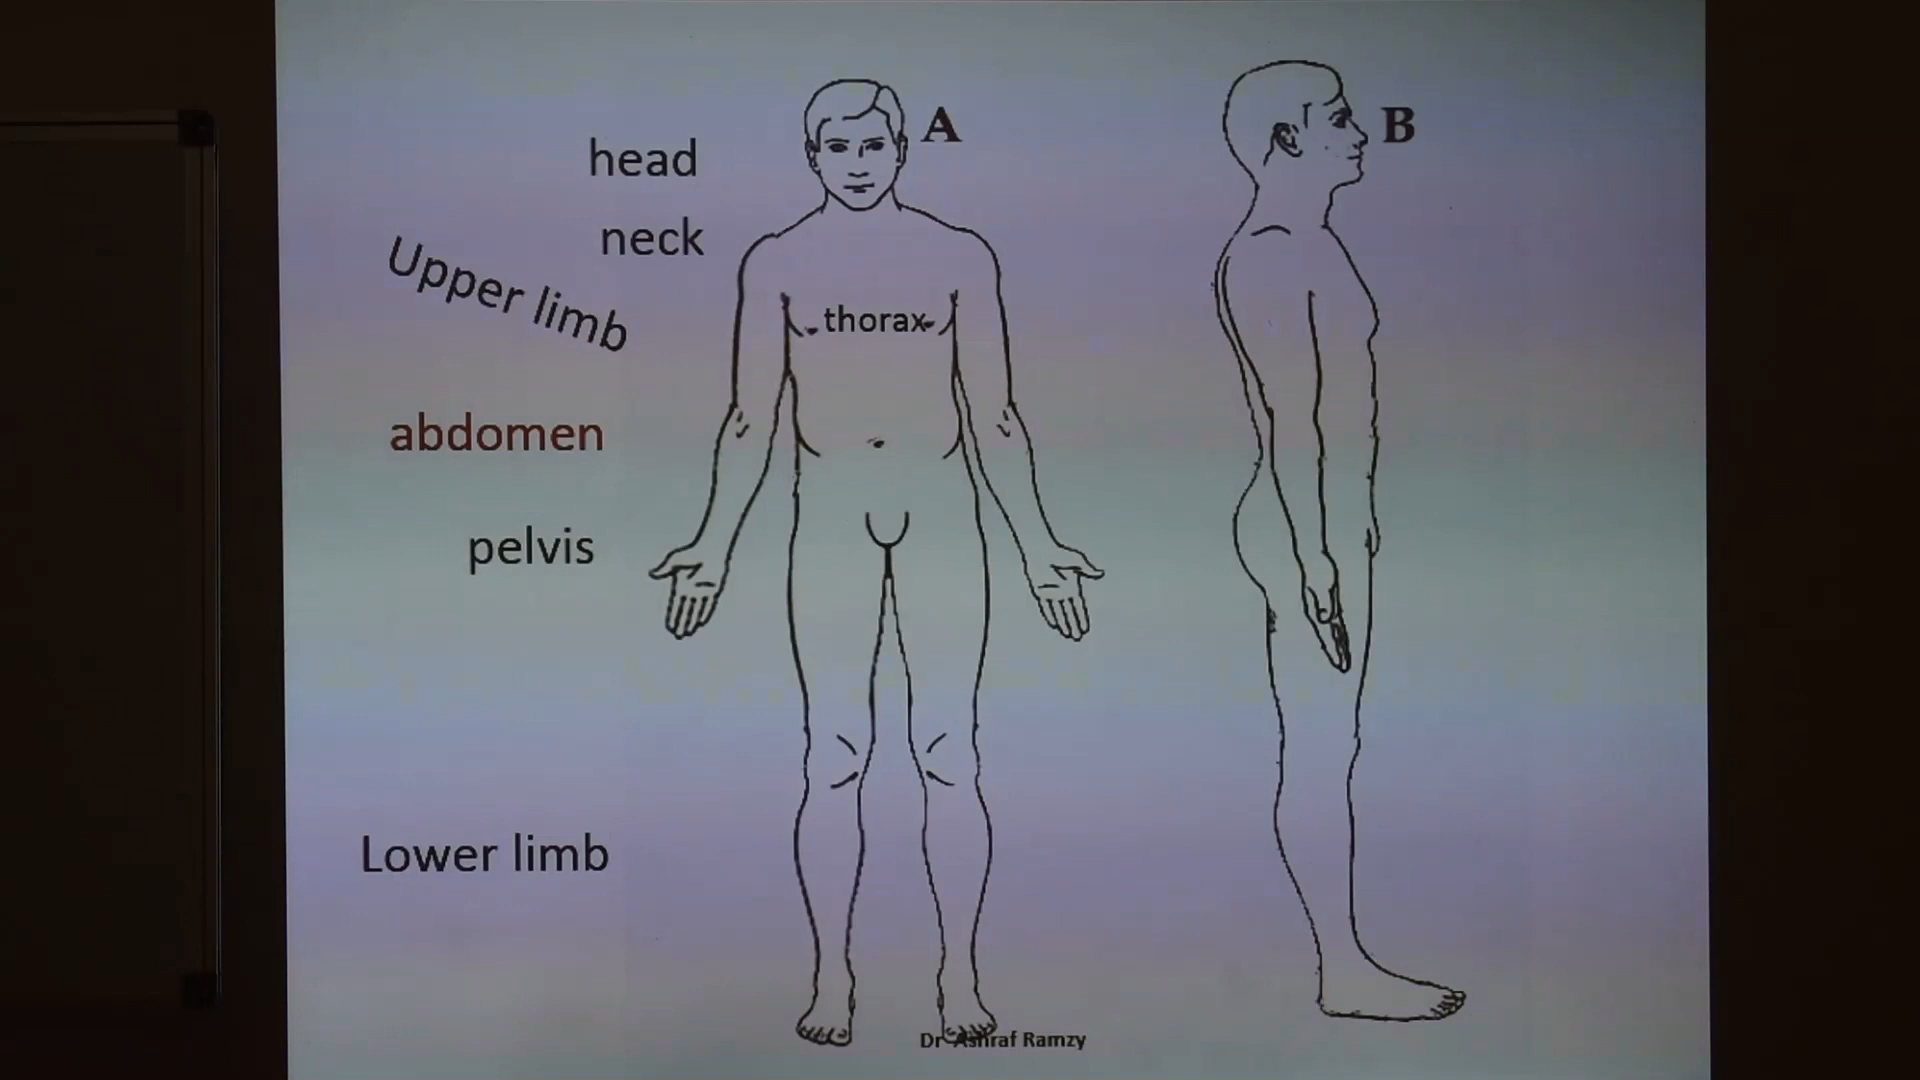 A
B
head
neck
Upper limb
thorax
abdomen
pelvis
Lower limb
Dr Ashraf Ramzy